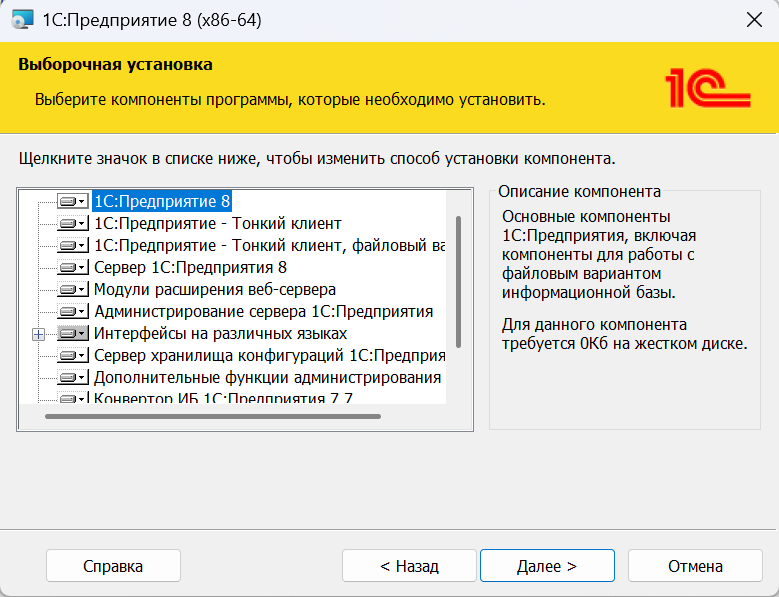 1С:Предприятие 8 (x86-64)
Выборочная установка
Выберите компоненты программы, которые необходимо установить.
1С
Щелкните значок в списке ниже, чтобы изменить способ установки компонента.
1С:Предприятие 8
1С:Предприятие - Тонкий клиент
1С:Предприятие - Тонкий клиент, файловый ва
Сервер 1С:Предприятия 8
Модули расширения веб-сервера
Администрирование сервера 1С:Предприятия
Интерфейсы на различных языках
Сервер хранилища конфигураций 1С:Предприя
Дополнительные функции администрирования
Конвертор ИБ 1С:Предприятия 7.7
Описание компонента
Основные компоненты
1С:Предприятия, включая
компоненты для работы с
файловым вариантом
информационной базы.
Для данного компонента
требуется 0Кб на жестком диске.
Справка
< Назад
Далее >
Отмена